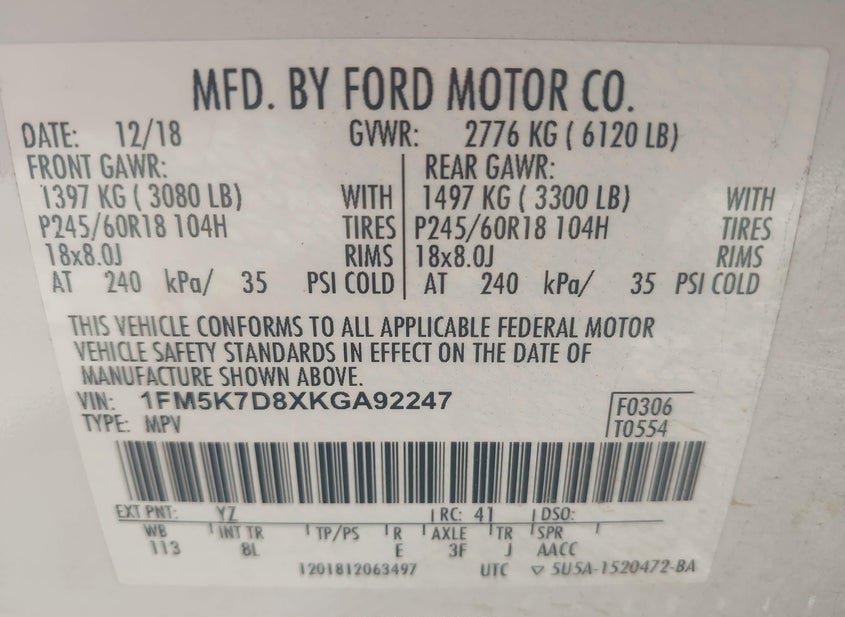 MFD. BY FORD MOTOR CO.
DATE: 12/18 GVWR: 2776 KG ( 6120 LB)
FRONT GAWR: REAR GAWR:
1397 KG ( 3080 LB) WITH 1497 KG ( 3300 LB) WITH
P245/60R18 104H TIRES P245/60R18 104H TIRES
18x8.0J RIMS 18x8.0J RIMS
AT 240 kPa/ 35 PSI COLD AT 240 kPa/ 35 PSI COLD
THIS VEHICLE CONFORMS TO ALL APPLICABLE FEDERAL MOTOR
VEHICLE SAFETY STANDARDS IN EFFECT ON THE DATE OF
MANUFACTURE SHOWN ABOVE.
VIN: 1FM5K7D8XKGA92247 F0306
TYPE: MPV T0554
EXT PNT: YZ RC: 41 DSO:
WB INT TR TP/PS R AXLE TR SPR
113 8L E 3F J AACC
1201812063497 UTC ▽ 5U5A-1520472-BA